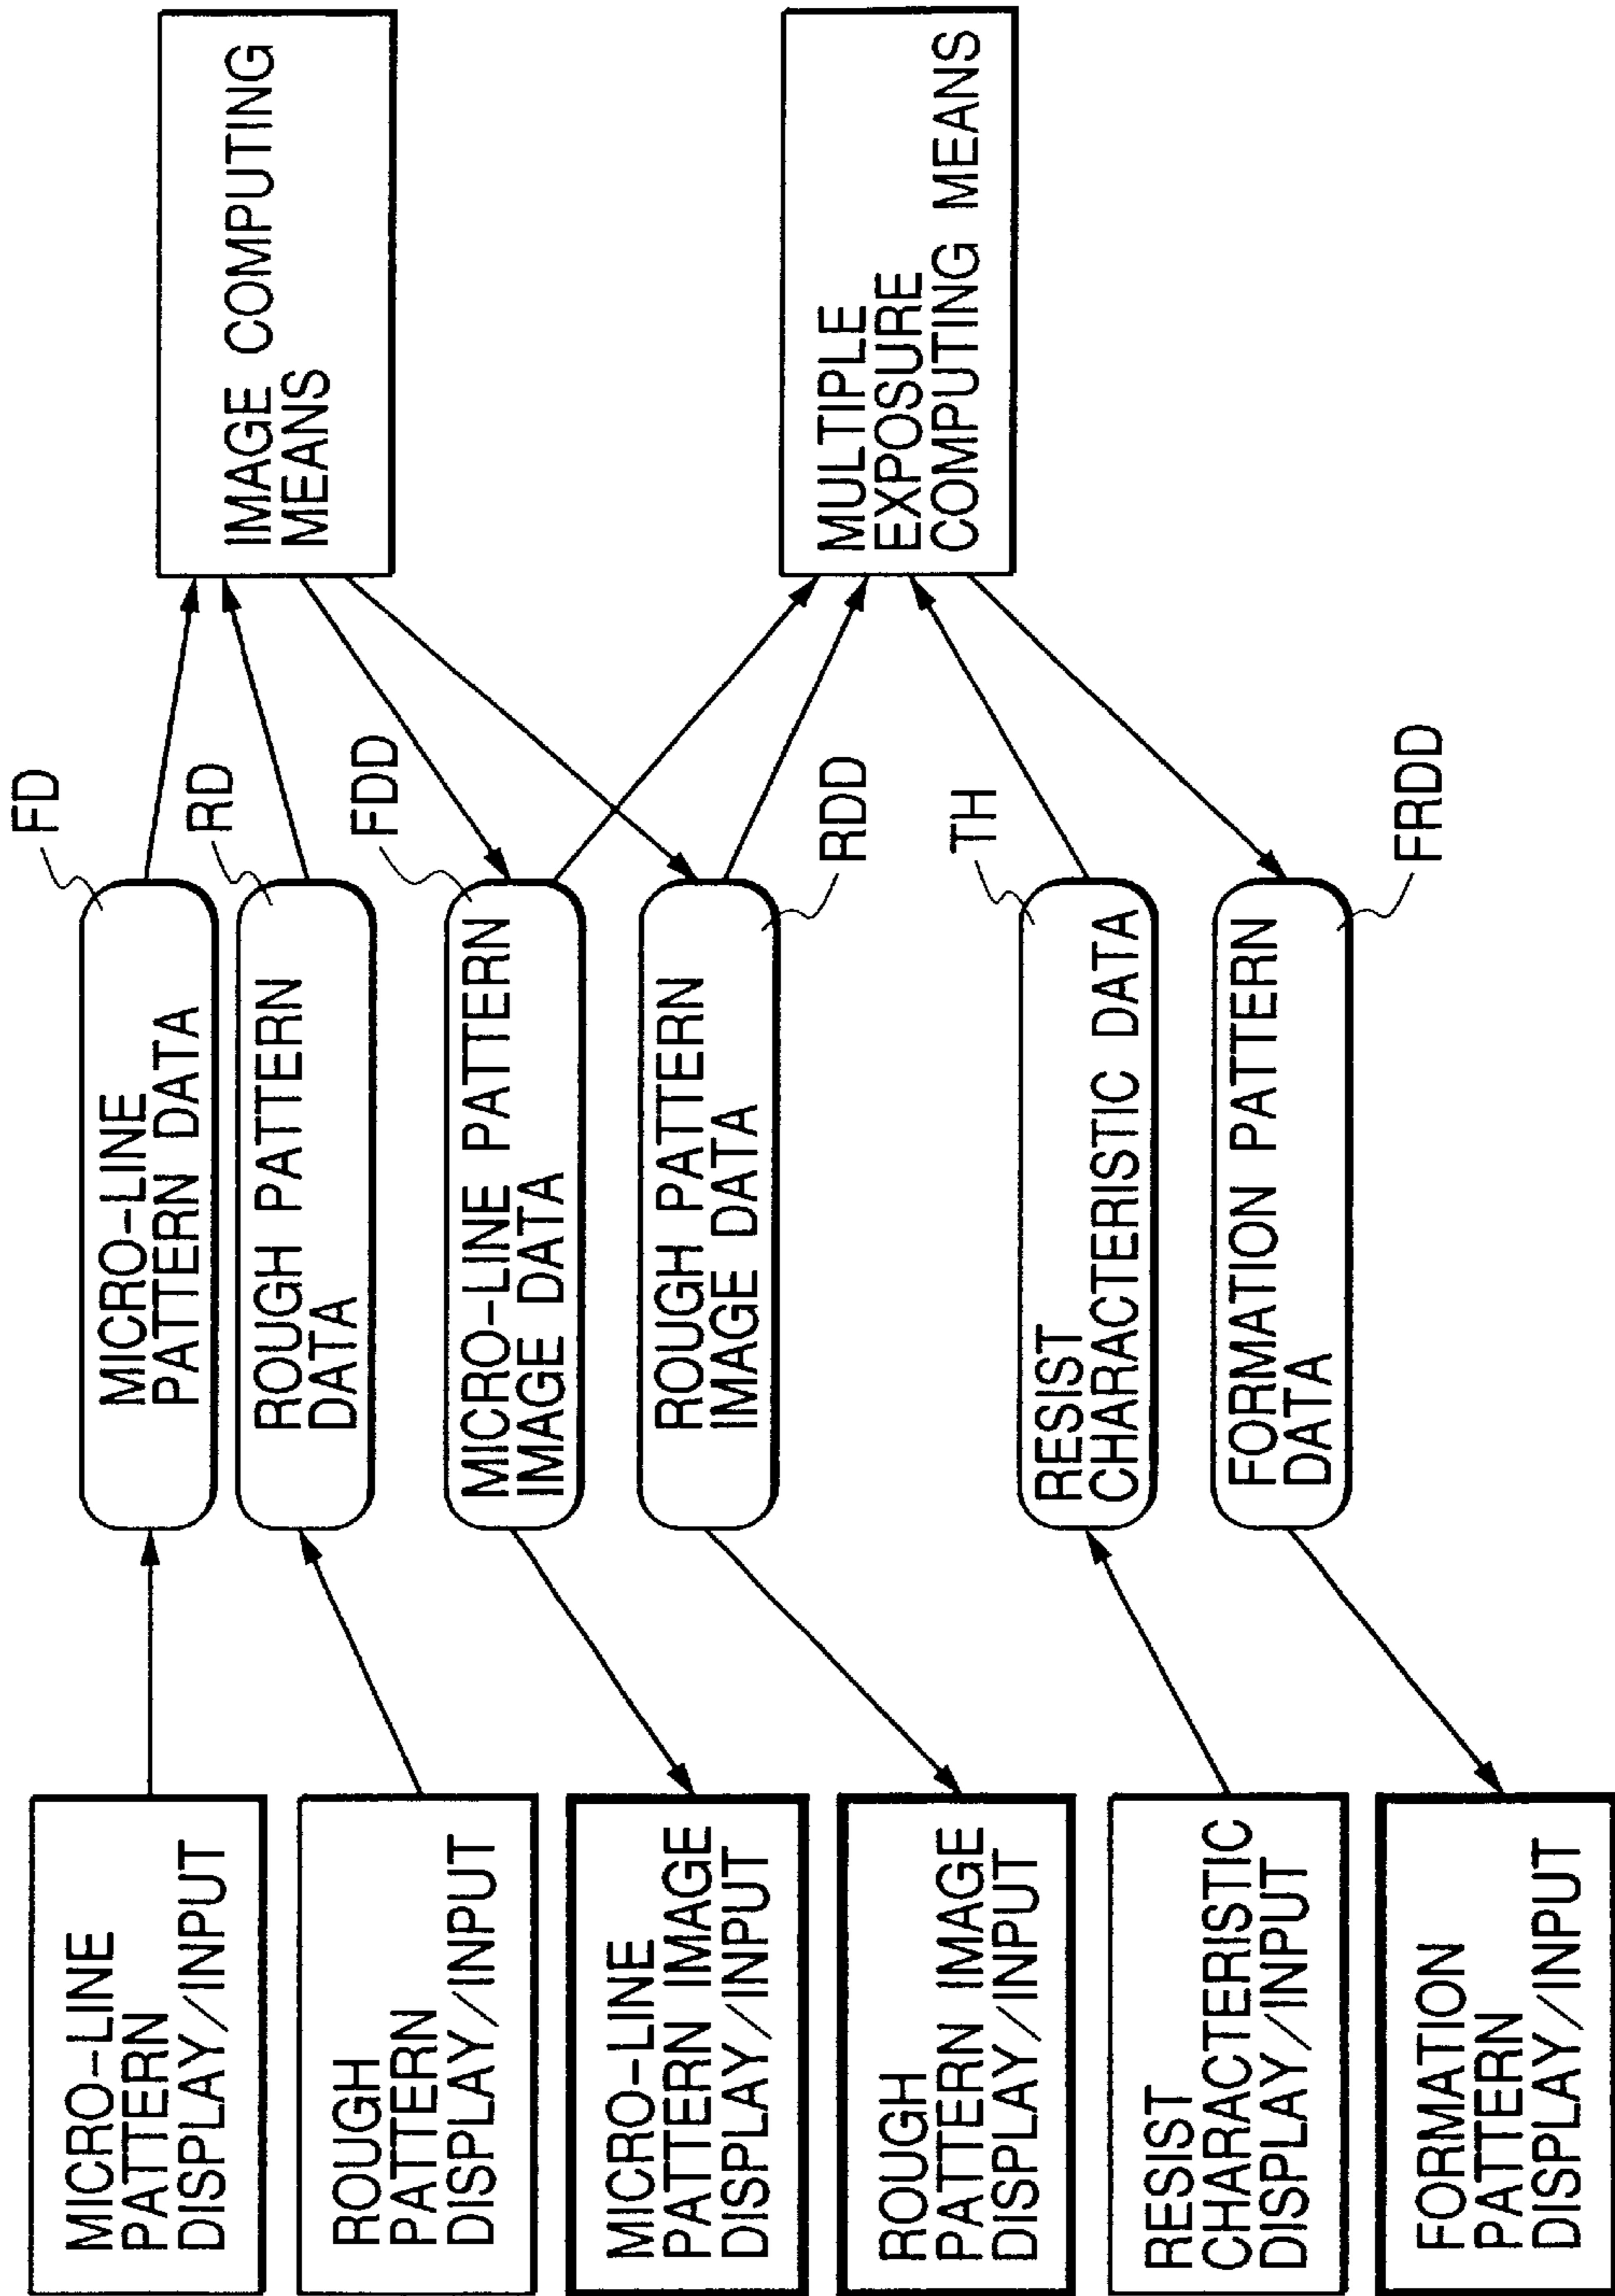 MICRO-LINE
PATTERN
DISPLAY/INPUT
ROUGH
PATTERN
DISPLAY/INPUT
MICRO-LINE
PATTERN IMAGE
DISPLAY/INPUT
ROUGH
PATTERN IMAGE
DISPLAY/INPUT
RESIST
CHARACTERISTIC
DISPLAY/INPUT
FORMATION
PATTERN
DISPLAY/INPUT
FD
MICRO-LINE
PATTERN DATA
RD
ROUGH PATTERN
DATA
FDD
MICRO-LINE PATTERN
IMAGE DATA
ROUGH PATTERN
IMAGE DATA
RDD
TH
RESIST
CHARACTERISTIC DATA
FORMATION PATTERN
DATA
FRDD
IMAGE COMPUTING
MEANS
MULTIPLE
EXPOSURE
COMPUTING MEANS